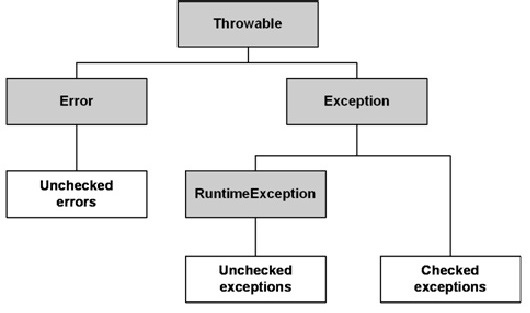 Throwable
Error
Exception
Unchecked
errors
RuntimeException
Unchecked
exceptions
Checked
exceptions